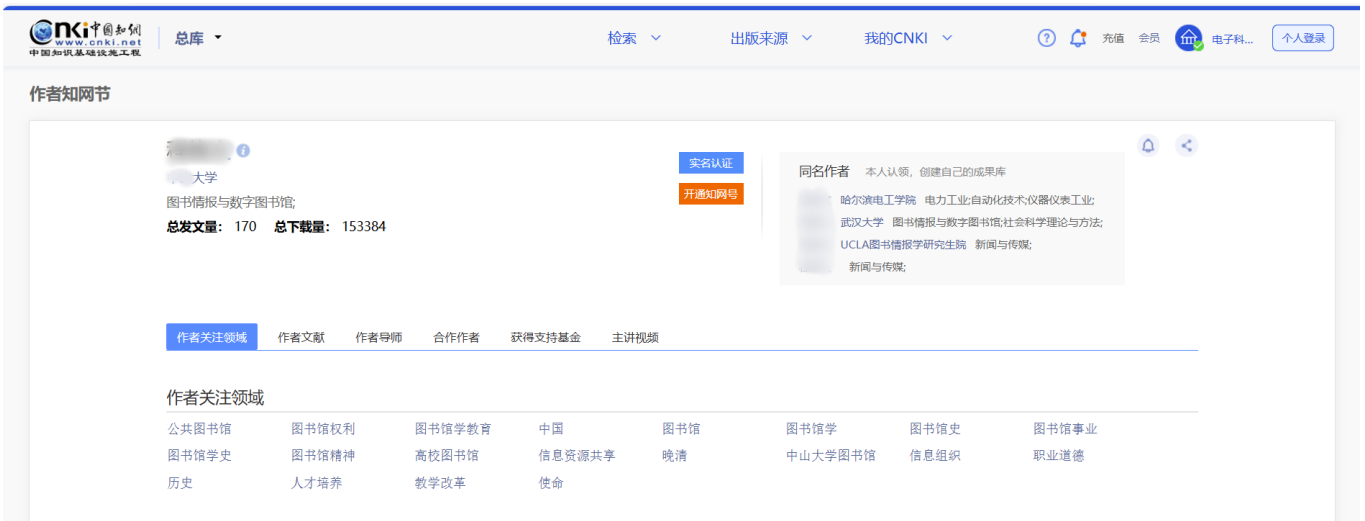 Cnki中国知网
www.cnki.net
中国知识基础设施工程
总库
检索
出版来源
我的CNKI
充值
会员
电子科...
个人登录
作者知网节
大学
图书情报与数字图书馆;
总发文量： 170 总下载量： 153384
实名认证
开通知网号
同名作者 本人认领，创建自己的成果库
哈尔滨电工学院 电力工业;自动化技术;仪器仪表工业;
武汉大学 图书情报与数字图书馆;社会科学理论与方法;
UCLA图书情报学研究生院 新闻与传媒;
新闻与传媒;
作者关注领域 作者文献 作者导师 合作作者 获得支持基金 主讲视频
作者关注领域
公共图书馆 图书馆权利 图书馆学教育 中国 图书馆 图书馆学 图书馆史 图书馆事业
图书馆学史 图书馆精神 高校图书馆 信息资源共享 晚清 中山大学图书馆 信息组织 职业道德
历史 人才培养 教学改革 使命